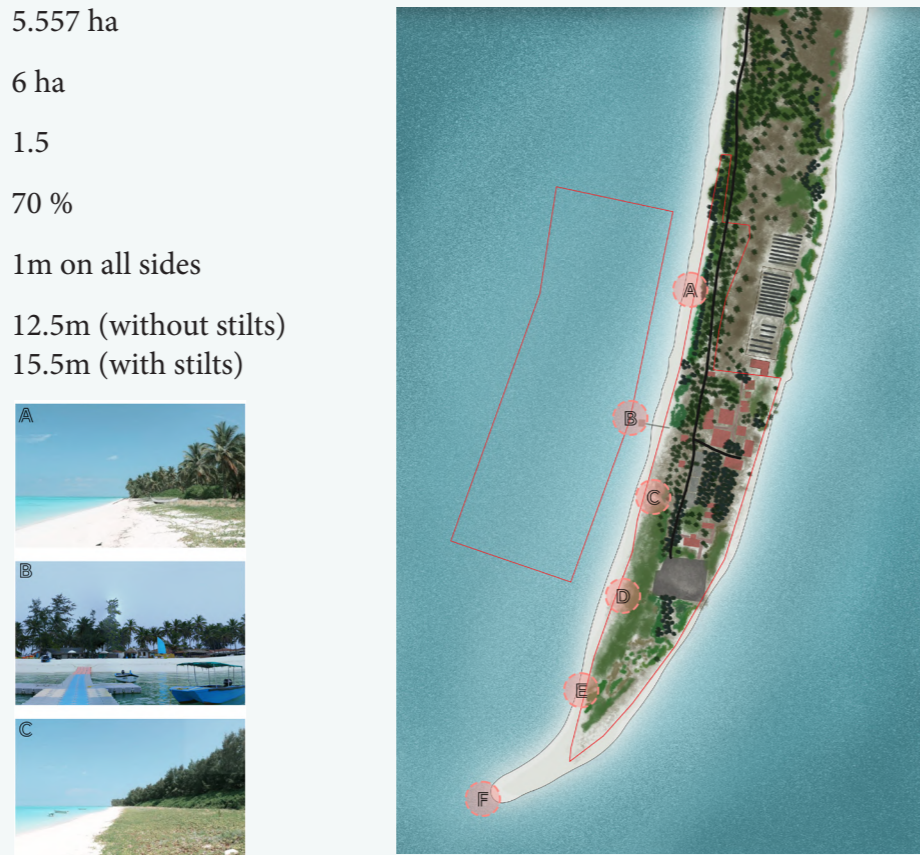 5.557 ha
6 ha
1.5
70 %
1m on all sides
12.5m (without stilts)
15.5m (with stilts)
A
B
C
A
B
C
D
E
F